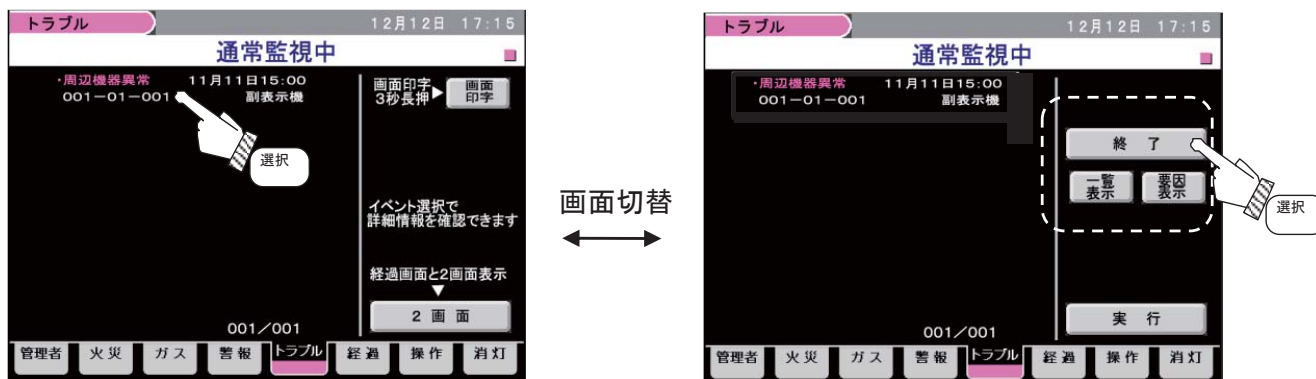 トラブル 12月12日 17:15
通常監視中
・周辺機器異常 11月11日15:00
001-01-001 副表示機
画面印字
3秒長押▶
画面
印字
選択
イベント選択で
詳細情報を確認できます
経過画面と2画面表示
▼
2 画 面
001/001
管理者 火 災 ガ ス 警 報 トラブル 経 過 操 作 消 灯
画面切替
トラブル 12月12日 17:15
通常監視中
・周辺機器異常 11月11日15:00
001-01-001 副表示機
終 了
一覧
表示
要因
表示
選択
実 行
001/001
管理者 火 災 ガ ス 警 報 トラブル 経 過 操 作 消 灯